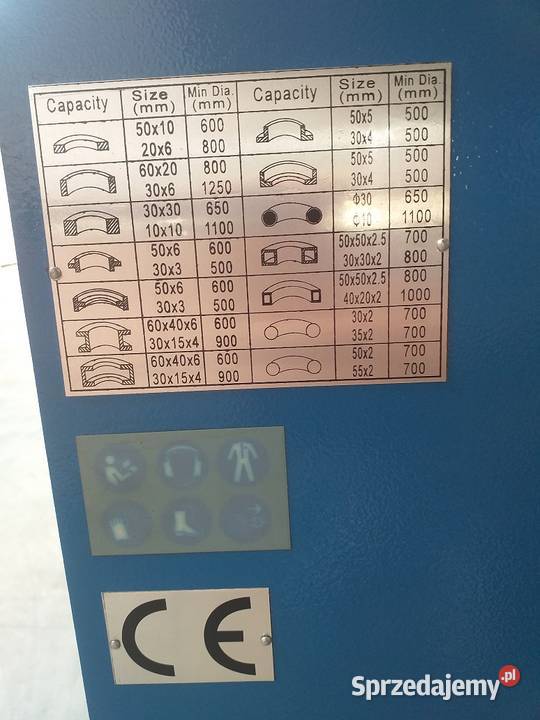 Capacity Size (mm) Min Dia. (mm) Capacity Size (mm) Min Dia. (mm)
50x10 600 50x5 500
20x6 800 30x4 500
60x20 800 50x5 500
30x6 1250 30x4 500
30x30 650 Φ30 650
10x10 1100 Φ10 1100
50x6 600 50x50x2.5 700
30x3 500 30x30x2 800
50x6 600 50x50x2.5 800
30x3 500 40x20x2 1000
60x40x6 600 30x2 700
30x15x4 900 35x2 700
60x40x6 600 50x2 700
30x15x4 900 55x2 700
CE
Sprzedajemy.pl